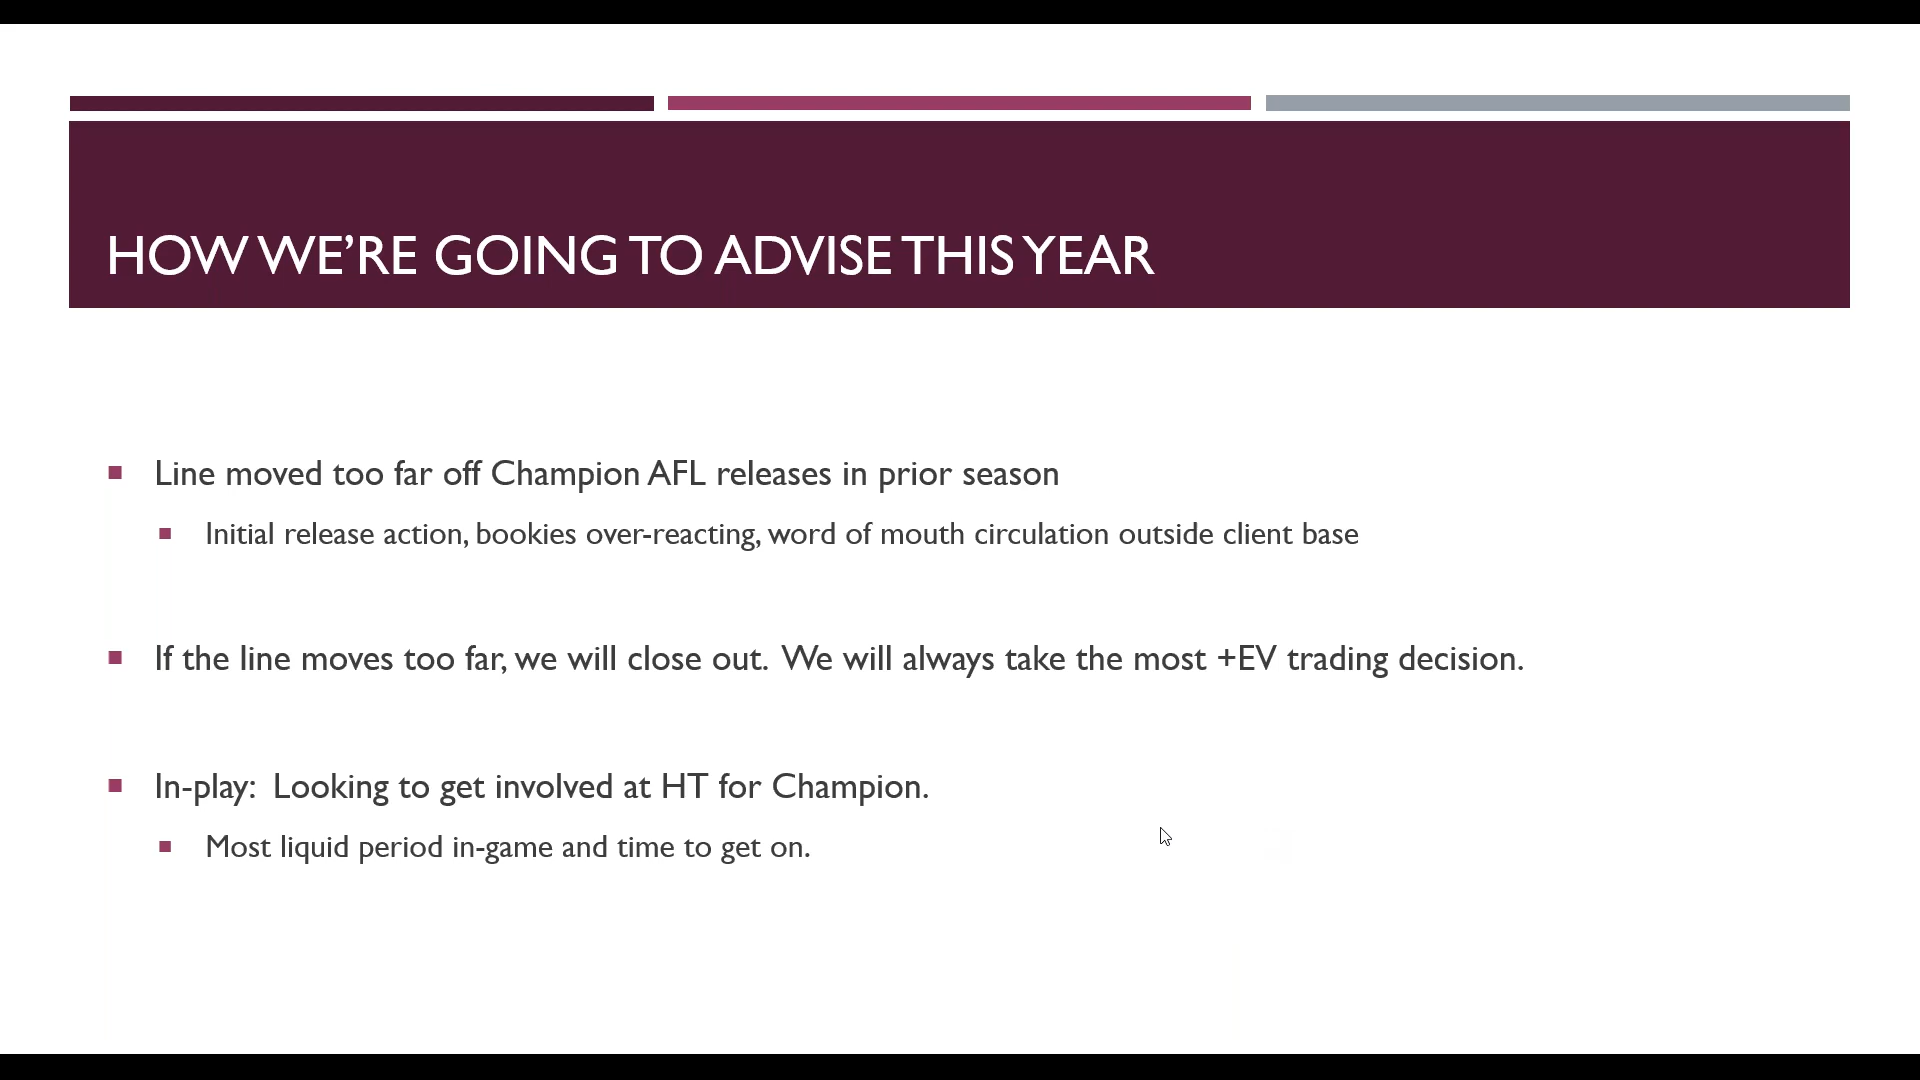 HOW WE’RE GOING TO ADVISE THIS YEAR
Line moved too far off Champion AFL releases in prior season
Initial release action, bookies over-reacting, word of mouth circulation outside client base
If the line moves too far, we will close out.  We will always take the most +EV trading decision.
In-play:  Looking to get involved at HT for Champion.
Most liquid period in-game and time to get on.